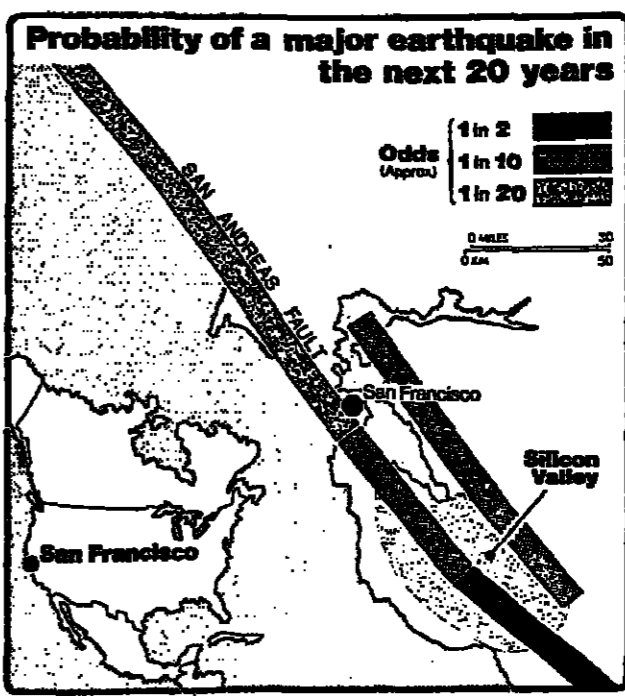 Probability of a major earthquake in
the next 20 years
Odds
(Approx)
1 in 2
1 in 10
1 in 20
0 MILES 30
0 KM 50
SAN ANDREAS FAULT
San Francisco
Silicon
Valley
San Francisco